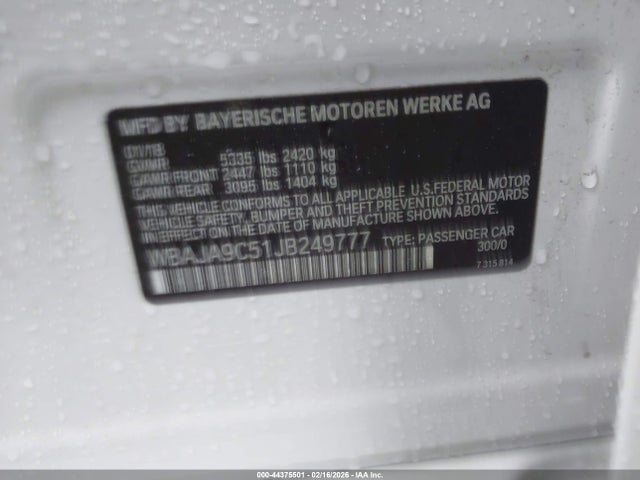 MFD BY BAYERISCHE MOTOREN WERKE AG
01/18
GVWR 5335 lbs 2420 kg
GAWR FRONT 2447 lbs 1110 kg
GAWR REAR 3095 lbs 1404 kg
THIS VEHICLE CONFORMS TO ALL APPLICABLE U.S.FEDERAL MOTOR
VEHICLE SAFETY, BUMPER, AND THEFT PREVENTION STANDARDS
IN EFFECT ON THE DATE OF MANUFACTURE SHOWN ABOVE.
WBAJA9C51JB249777 TYPE: PASSENGER CAR
300/0
7 315 814
000-44375501 - 02/16/2026 - IAA Inc.